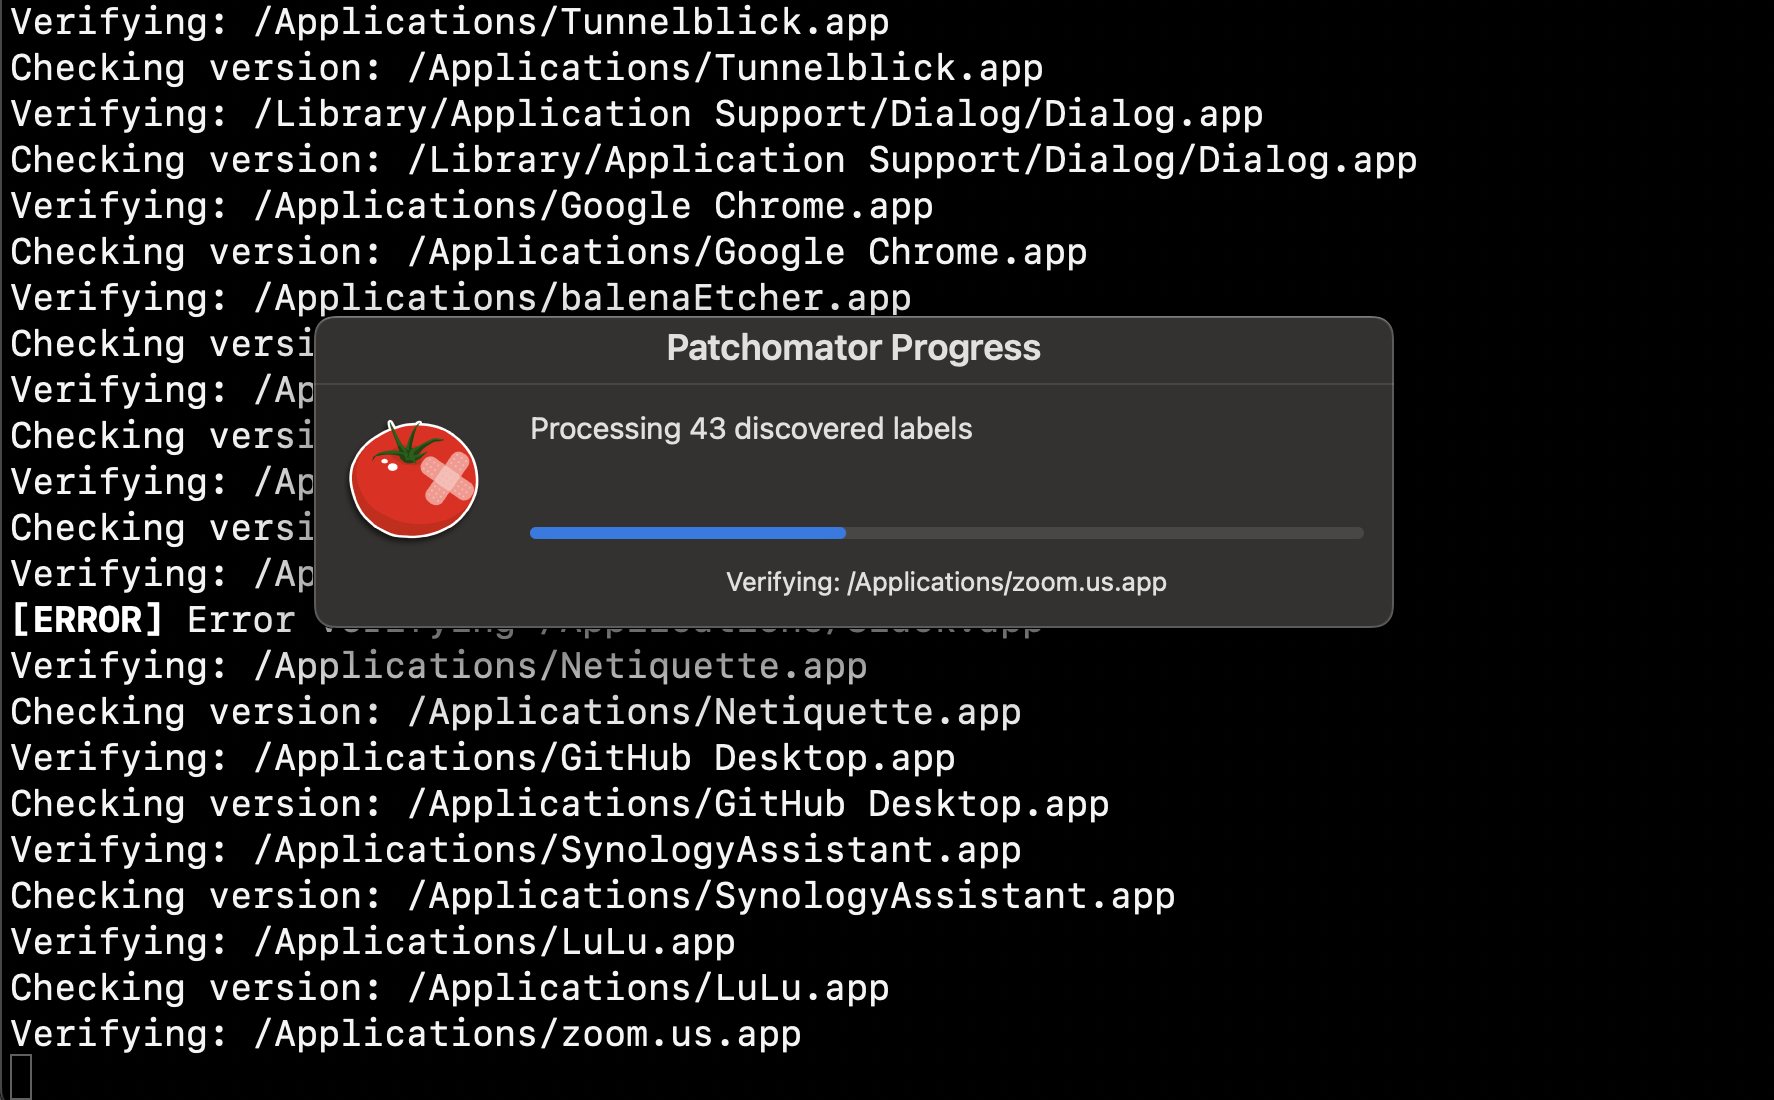 Verifying: /Applications/Tunnelblick.app
Checking version: /Applications/Tunnelblick.app
Verifying: /Library/Application Support/Dialog/Dialog.app
Checking version: /Library/Application Support/Dialog/Dialog.app
Verifying: /Applications/Google Chrome.app
Checking version: /Applications/Google Chrome.app
Verifying: /Applications/balenaEtcher.app
Checking versi
Verifying: /Ap
Checking versi
Verifying: /Ap
Checking versi
Verifying: /Ap
Patchomator Progress
Processing 43 discovered labels
Verifying: /Applications/zoom.us.app
[ERROR] Error verifying /Applications/Slack.app
Verifying: /Applications/Netiquette.app
Checking version: /Applications/Netiquette.app
Verifying: /Applications/GitHub Desktop.app
Checking version: /Applications/GitHub Desktop.app
Verifying: /Applications/SynologyAssistant.app
Checking version: /Applications/SynologyAssistant.app
Verifying: /Applications/LuLu.app
Checking version: /Applications/LuLu.app
Verifying: /Applications/zoom.us.app